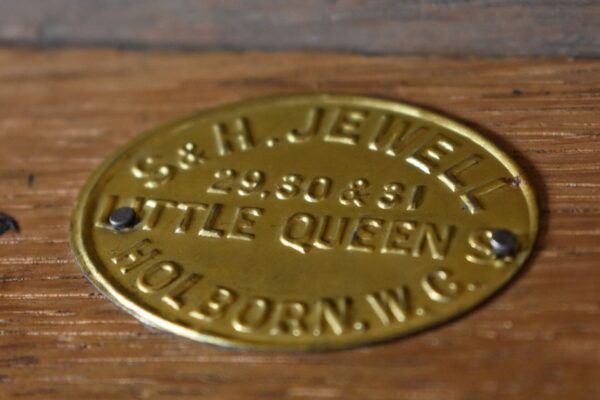 S & H. JEWELL
29, 30 & 31
LITTLE QUEEN S
HOLBORN. W. C.